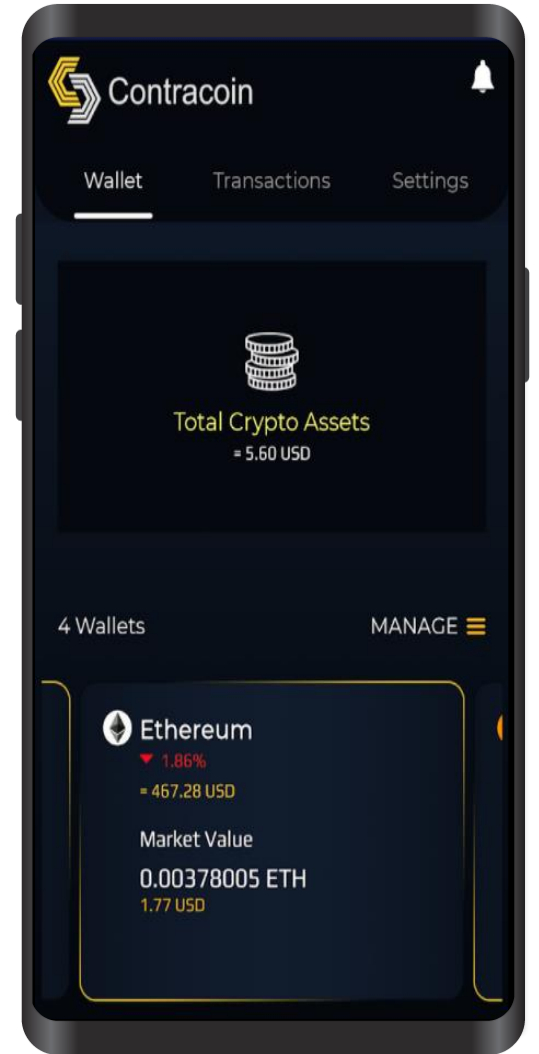 Contracoin
Wallet Transactions Settings
Total Crypto Assets
= 5.60 USD
4 Wallets MANAGE
Ethereum
1.86%
= 467.28 USD
Market Value
0.00378005 ETH
1.77 USD